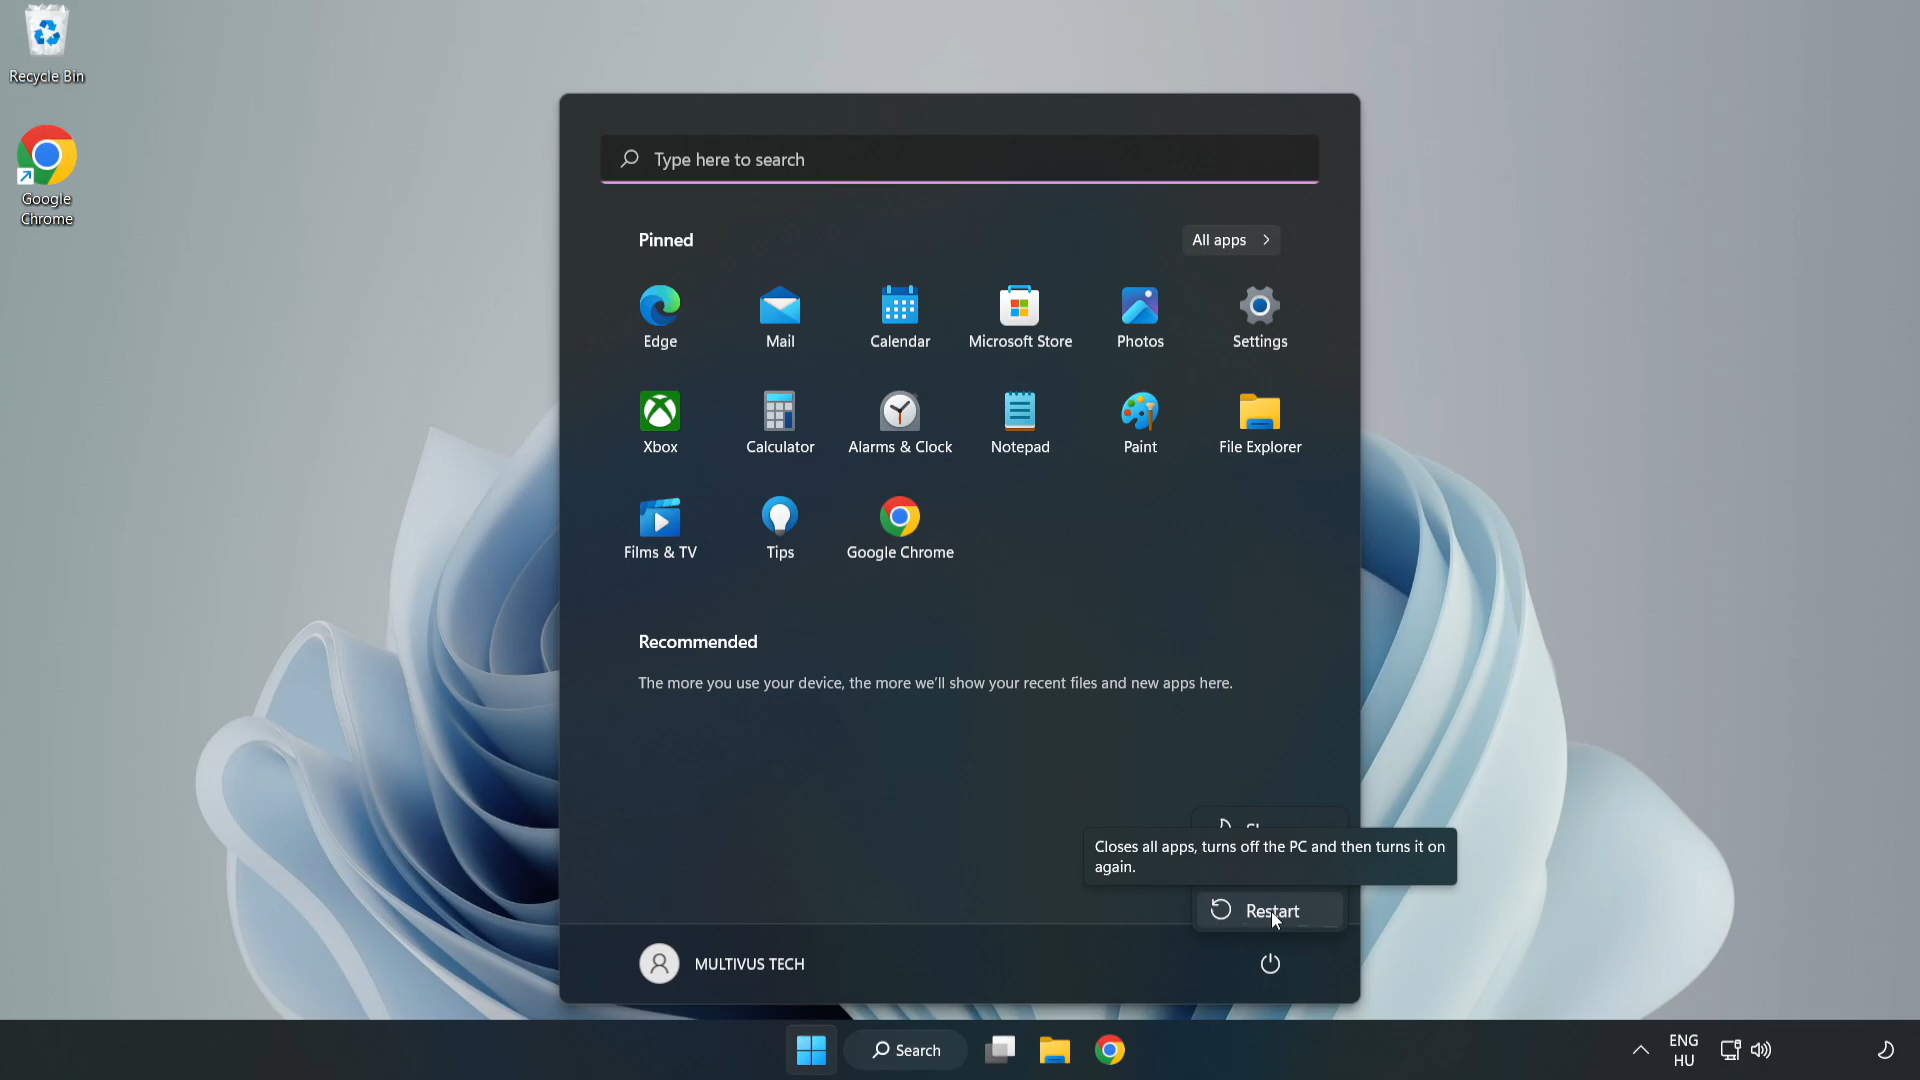 Recycle Bin
Google
Chrome
Type here to search
Pinned
All apps
Edge
Mail
Calendar
Microsoft Store
Photos
Settings
Xbox
Calculator
Alarms & Clock
Notepad
Paint
File Explorer
Films & TV
Tips
Google Chrome
Recommended
The more you use your device, the more we'll show your recent files and new apps here.
Closes all apps, turns off the PC and then turns it on
again.
Restart
MULTIVUS TECH
Search
ENG
HU